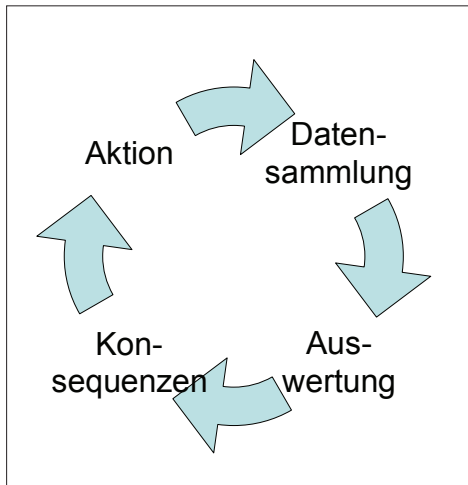 Aktion
Daten-
sammlung
Aus-
wertung
Kon-
sequenzen